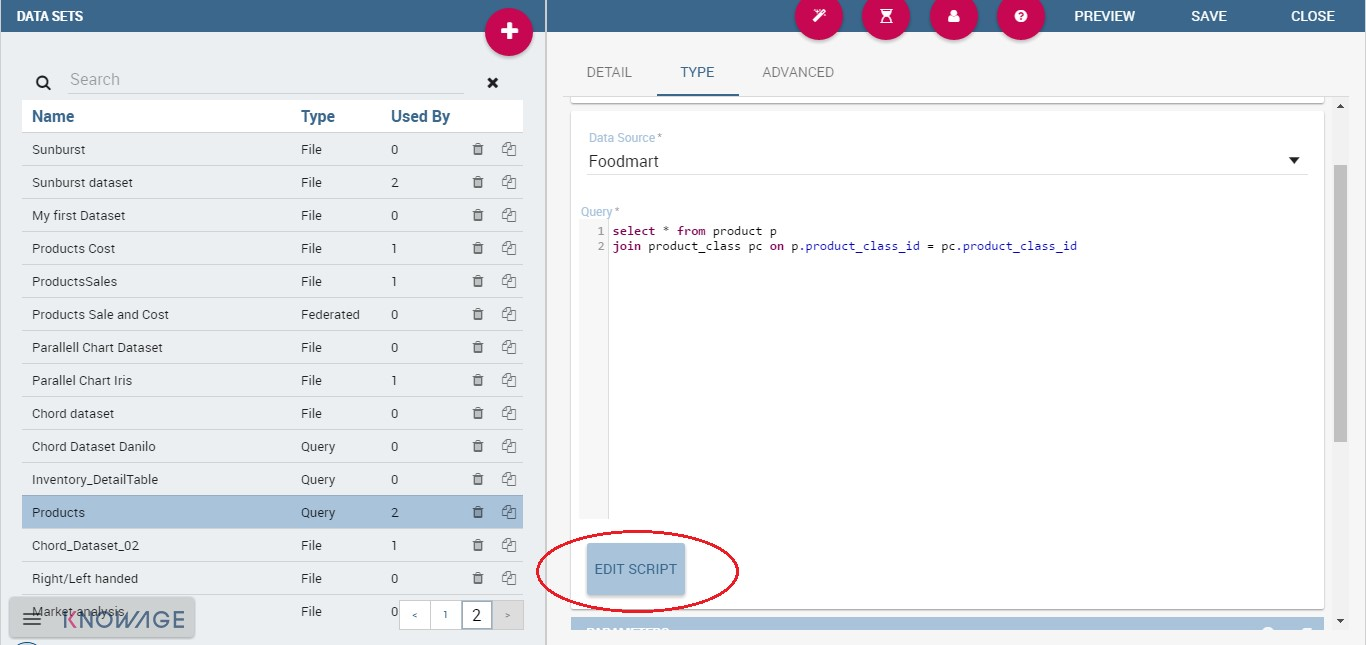 DATA SETS
PREVIEW SAVE CLOSE
Search
DETAIL TYPE ADVANCED
Name Type Used By
Sunburst File 0
Sunburst dataset File 2
My first Dataset File 0
Products Cost File 1
ProductsSales File 1
Products Sale and Cost Federated 0
Parallell Chart Dataset File 0
Parallel Chart Iris File 1
Chord dataset File 0
Chord Dataset Danilo Query 0
Inventory_DetailTable Query 0
Products Query 2
Chord_Dataset_02 File 1
Right/Left handed File 0
Market analysis File 0
KNOWAGE
< 1 2 >
Data Source *
Foodmart
Query *
1 select * from product p
2 join product_class pc on p.product_class_id = pc.product_class_id
EDIT SCRIPT
PARAMETERS